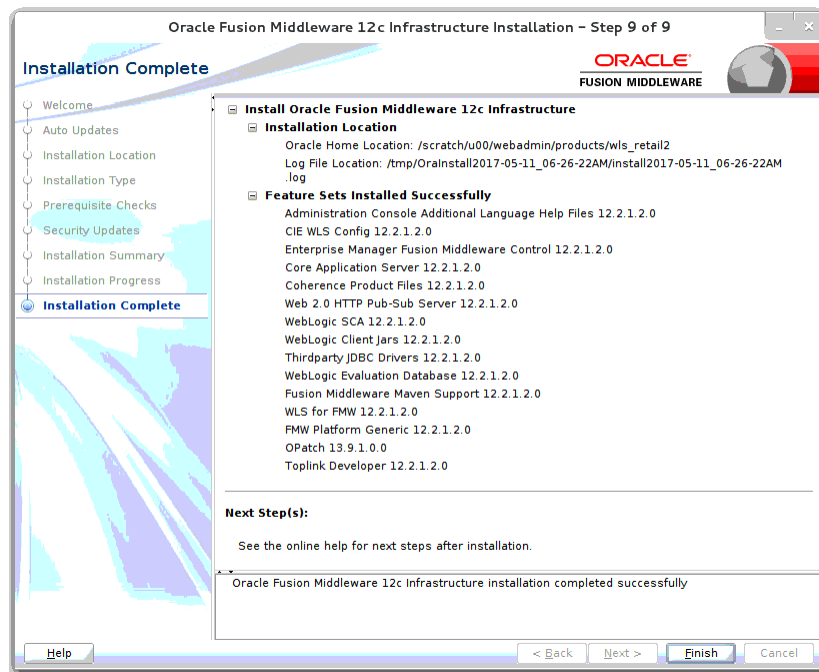 Oracle Fusion Middleware 12c Infrastructure Installation – Step 9 of 9
Installation Complete
ORACLE
FUSION MIDDLEWARE
Welcome
Auto Updates
Installation Location
Installation Type
Prerequisite Checks
Security Updates
Installation Summary
Installation Progress
Installation Complete
Install Oracle Fusion Middleware 12c Infrastructure
Installation Location
Oracle Home Location: /scratch/u00/webadmin/products/wls_retail2
Log File Location: /tmp/OraInstall2017-05-11_06-26-22AM/install2017-05-11_06-26-22AM
.log
Feature Sets Installed Successfully
Administration Console Additional Language Help Files 12.2.1.2.0
CIE WLS Config 12.2.1.2.0
Enterprise Manager Fusion Middleware Control 12.2.1.2.0
Core Application Server 12.2.1.2.0
Coherence Product Files 12.2.1.2.0
Web 2.0 HTTP Pub-Sub Server 12.2.1.2.0
WebLogic SCA 12.2.1.2.0
WebLogic Client Jars 12.2.1.2.0
Thirdparty JDBC Drivers 12.2.1.2.0
WebLogic Evaluation Database 12.2.1.2.0
Fusion Middleware Maven Support 12.2.1.2.0
WLS for FMW 12.2.1.2.0
FMW Platform Generic 12.2.1.2.0
OPatch 13.9.1.0.0
Toplink Developer 12.2.1.2.0
Next Step(s):
See the online help for next steps after installation.
Oracle Fusion Middleware 12c Infrastructure installation completed successfully
Help
< Back
Next >
Finish
Cancel